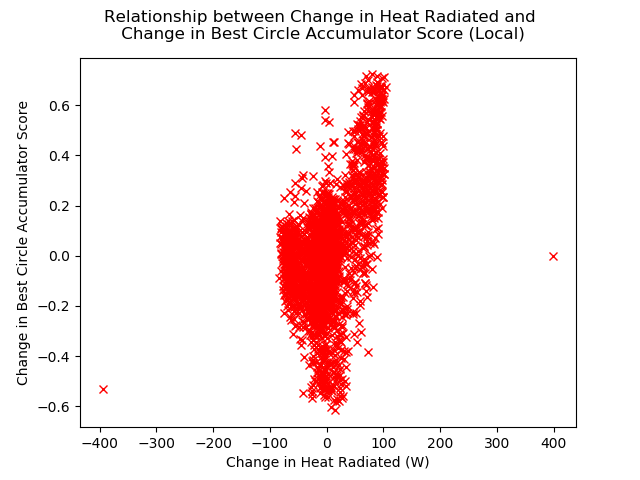 Relationship between Change in Heat Radiated and
Change in Best Circle Accumulator Score (Local)
Change in Best Circle Accumulator Score
0.6
0.4
0.2
0.0
−0.2
−0.4
−0.6
−400 −300 −200 −100 0 100 200 300 400
Change in Heat Radiated (W)